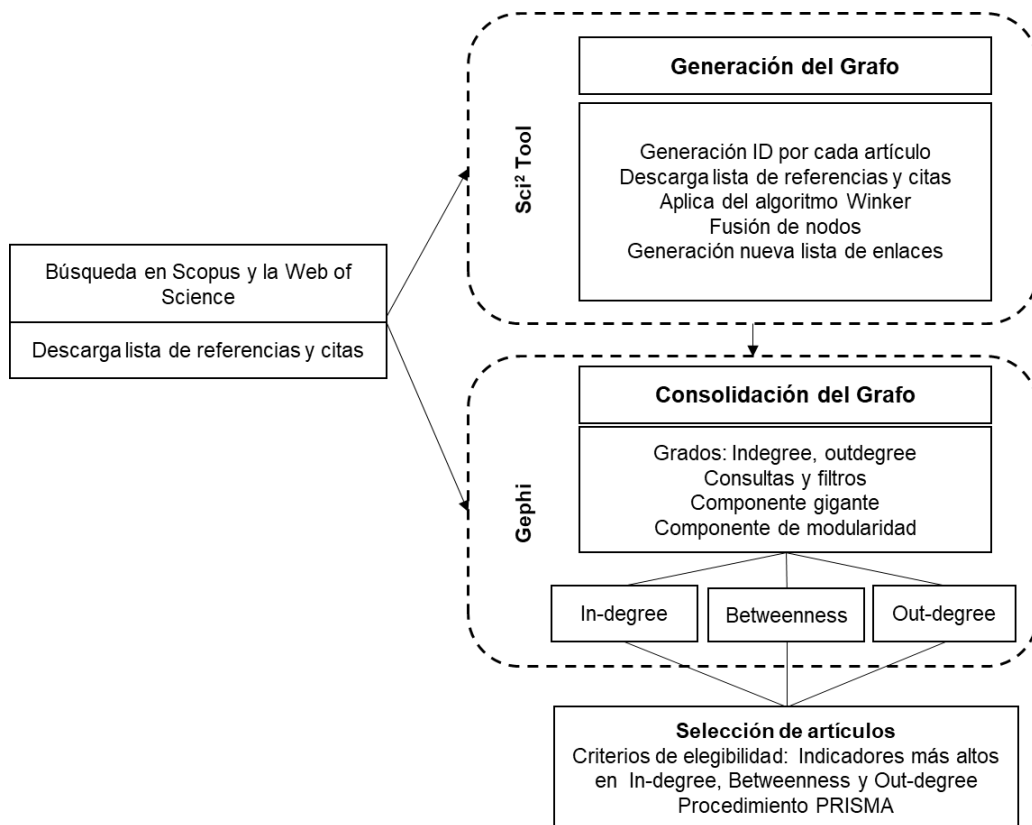 Búsqueda en Scopus y la Web of
Science
Descarga lista de referencias y citas
Sci² Tool
Generación del Grafo
Generación ID por cada artículo
Descarga lista de referencias y citas
Aplica del algoritmo Winker
Fusión de nodos
Generación nueva lista de enlaces
Gephi
Consolidación del Grafo
Grados: Indegree, outdegree
Consultas y filtros
Componente gigante
Componente de modularidad
In-degree
Betweenness
Out-degree
Selección de artículos
Criterios de elegibilidad: Indicadores más altos
en In-degree, Betweenness y Out-degree
Procedimiento PRISMA